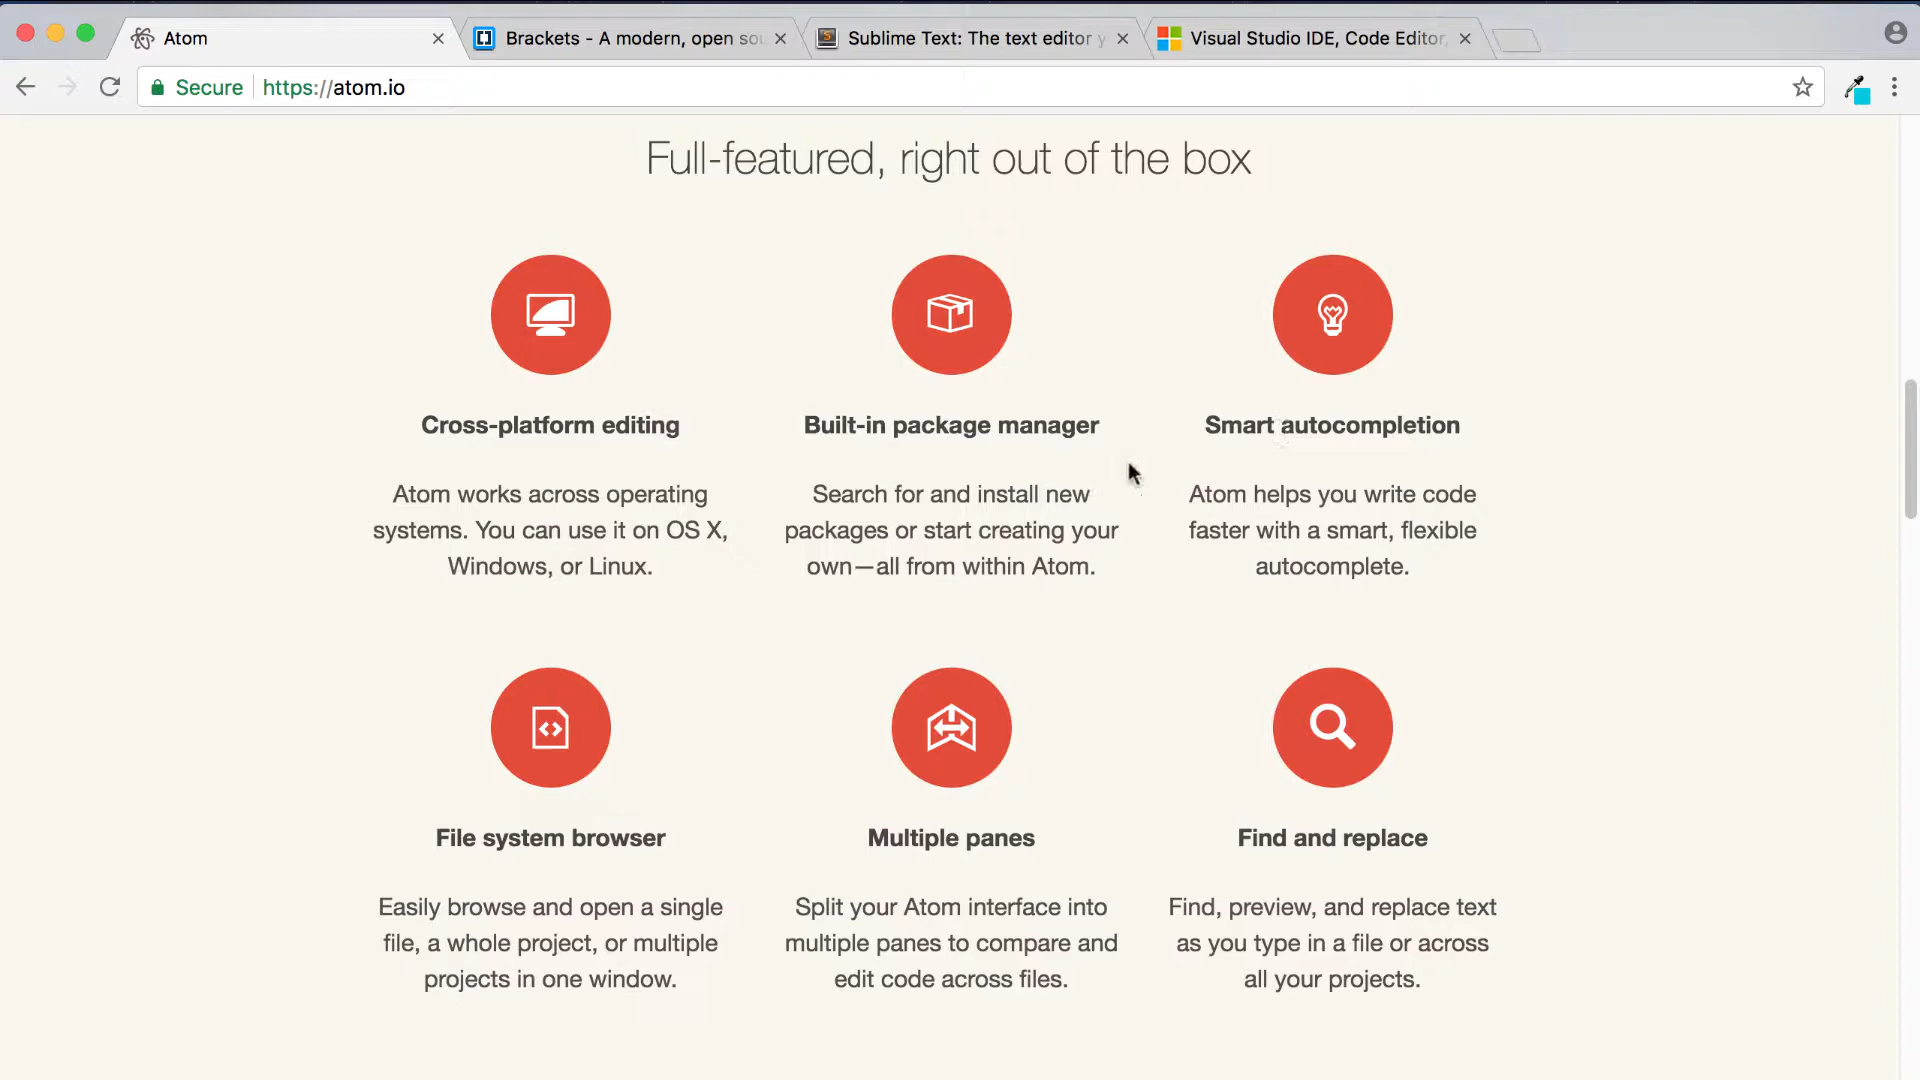 Atom
Brackets - A modern, open so
Sublime Text: The text editor y
Visual Studio IDE, Code Editor,
Secure
https://atom.io
Full-featured, right out of the box
Cross-platform editing
Atom works across operating
systems. You can use it on OS X,
Windows, or Linux.
Built-in package manager
Search for and install new
packages or start creating your
own—all from within Atom.
Smart autocompletion
Atom helps you write code
faster with a smart, flexible
autocomplete.
File system browser
Easily browse and open a single
file, a whole project, or multiple
projects in one window.
Multiple panes
Split your Atom interface into
multiple panes to compare and
edit code across files.
Find and replace
Find, preview, and replace text
as you type in a file or across
all your projects.